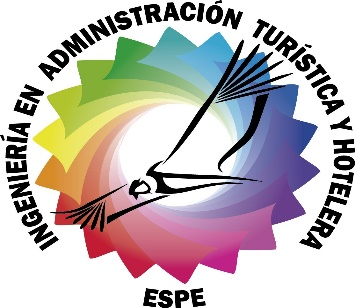 INGENIERÍA EN ADMINISTRACIÓN TURÍSTICA Y HOTELERA
ESPE